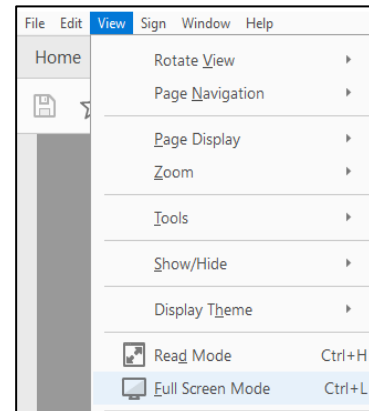 File Edit View Sign Window Help
Home
Rotate View
Page Navigation
Page Display
Zoom
Tools
Show/Hide
Display Theme
Read Mode Ctrl+H
Full Screen Mode Ctrl+L